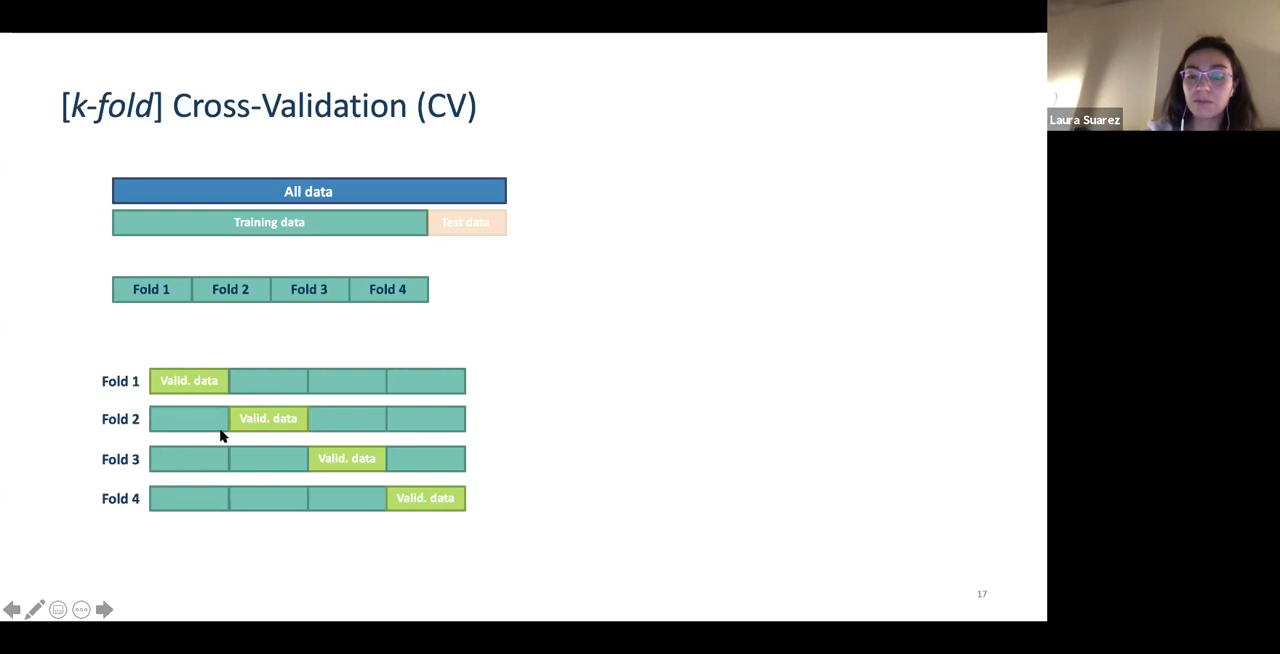 [k-fold] Cross-Validation (CV)
All data
Training data
Test data
Fold 1
Fold 2
Fold 3
Fold 4
Fold 1
Valid. data
Fold 2
Valid. data
Fold 3
Valid. data
Fold 4
Valid. data
17
Laura Suarez